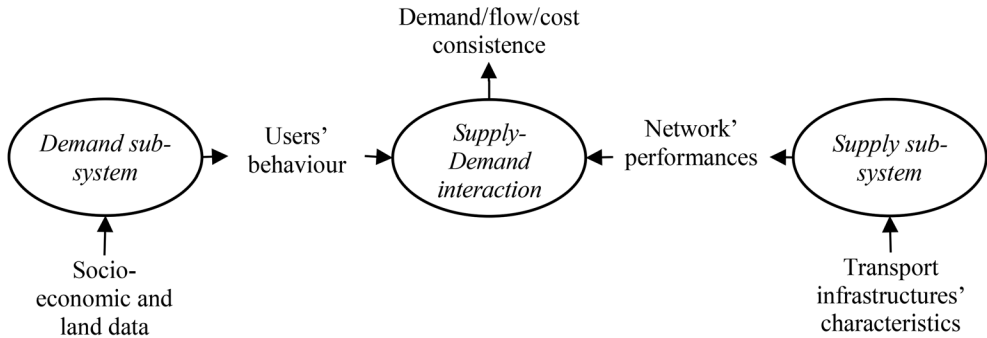 Demand/flow/cost
consistence
Demand sub-
system
Users'
behaviour
Supply-
Demand
interaction
Network'
performances
Supply sub-
system
Socio-
economic and
land data
Transport
infrastructures'
characteristics